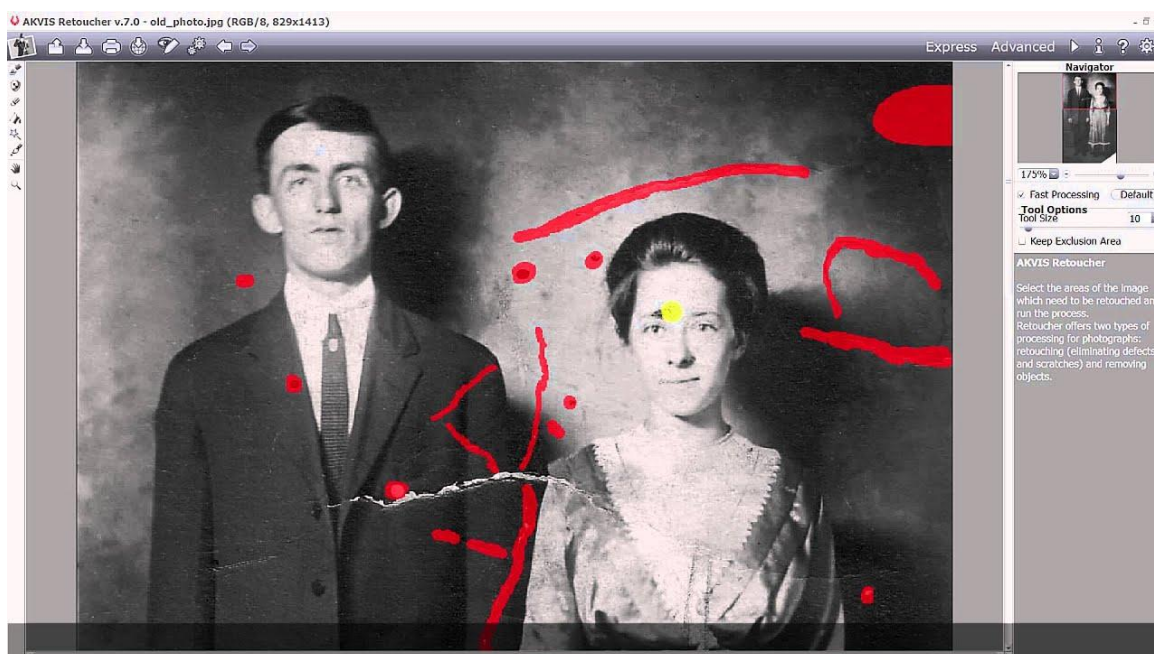 AKVIS Retoucher v.7.0 - old_photo.jpg (RGB/8, 829x1413)
Express Advanced
Navigator
175%
Fast Processing Default
Tool Options
Tool Size 10
Keep Exclusion Area
AKVIS Retoucher
Select the areas of the image
which need to be retouched an
run the process.
Retoucher offers two types of
processing for photographs:
retouching (eliminating defects
and scratches) and removing
objects.